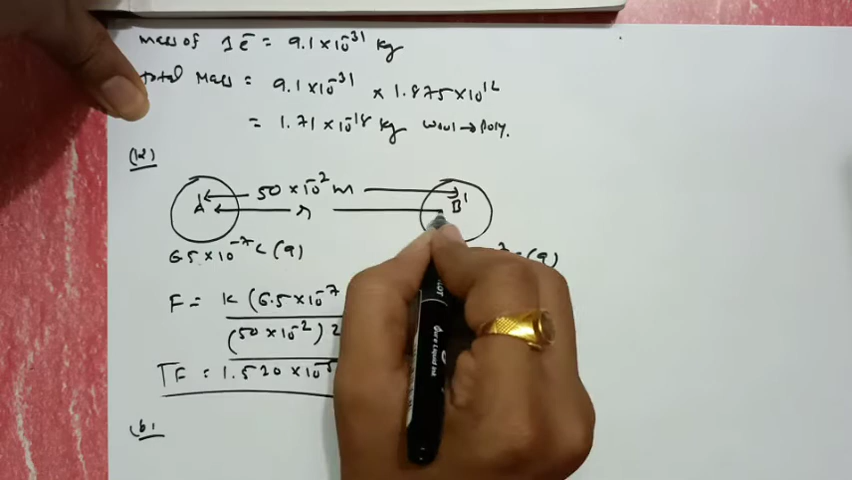 mass of 1 e⁻ = 9.1 × 10⁻³¹ kg
total Mass = 9.1 × 10⁻³¹ × 1.875 × 10¹²
= 1.71 × 10⁻¹⁸ kg wool → Poly.
(12)
50 × 10⁻² m
A B
r
6.5 × 10⁻⁷ C (q) (q)
F = k (6.5 × 10⁻⁷
(50 × 10⁻²) 2
F = 1.520 × 10
(b)